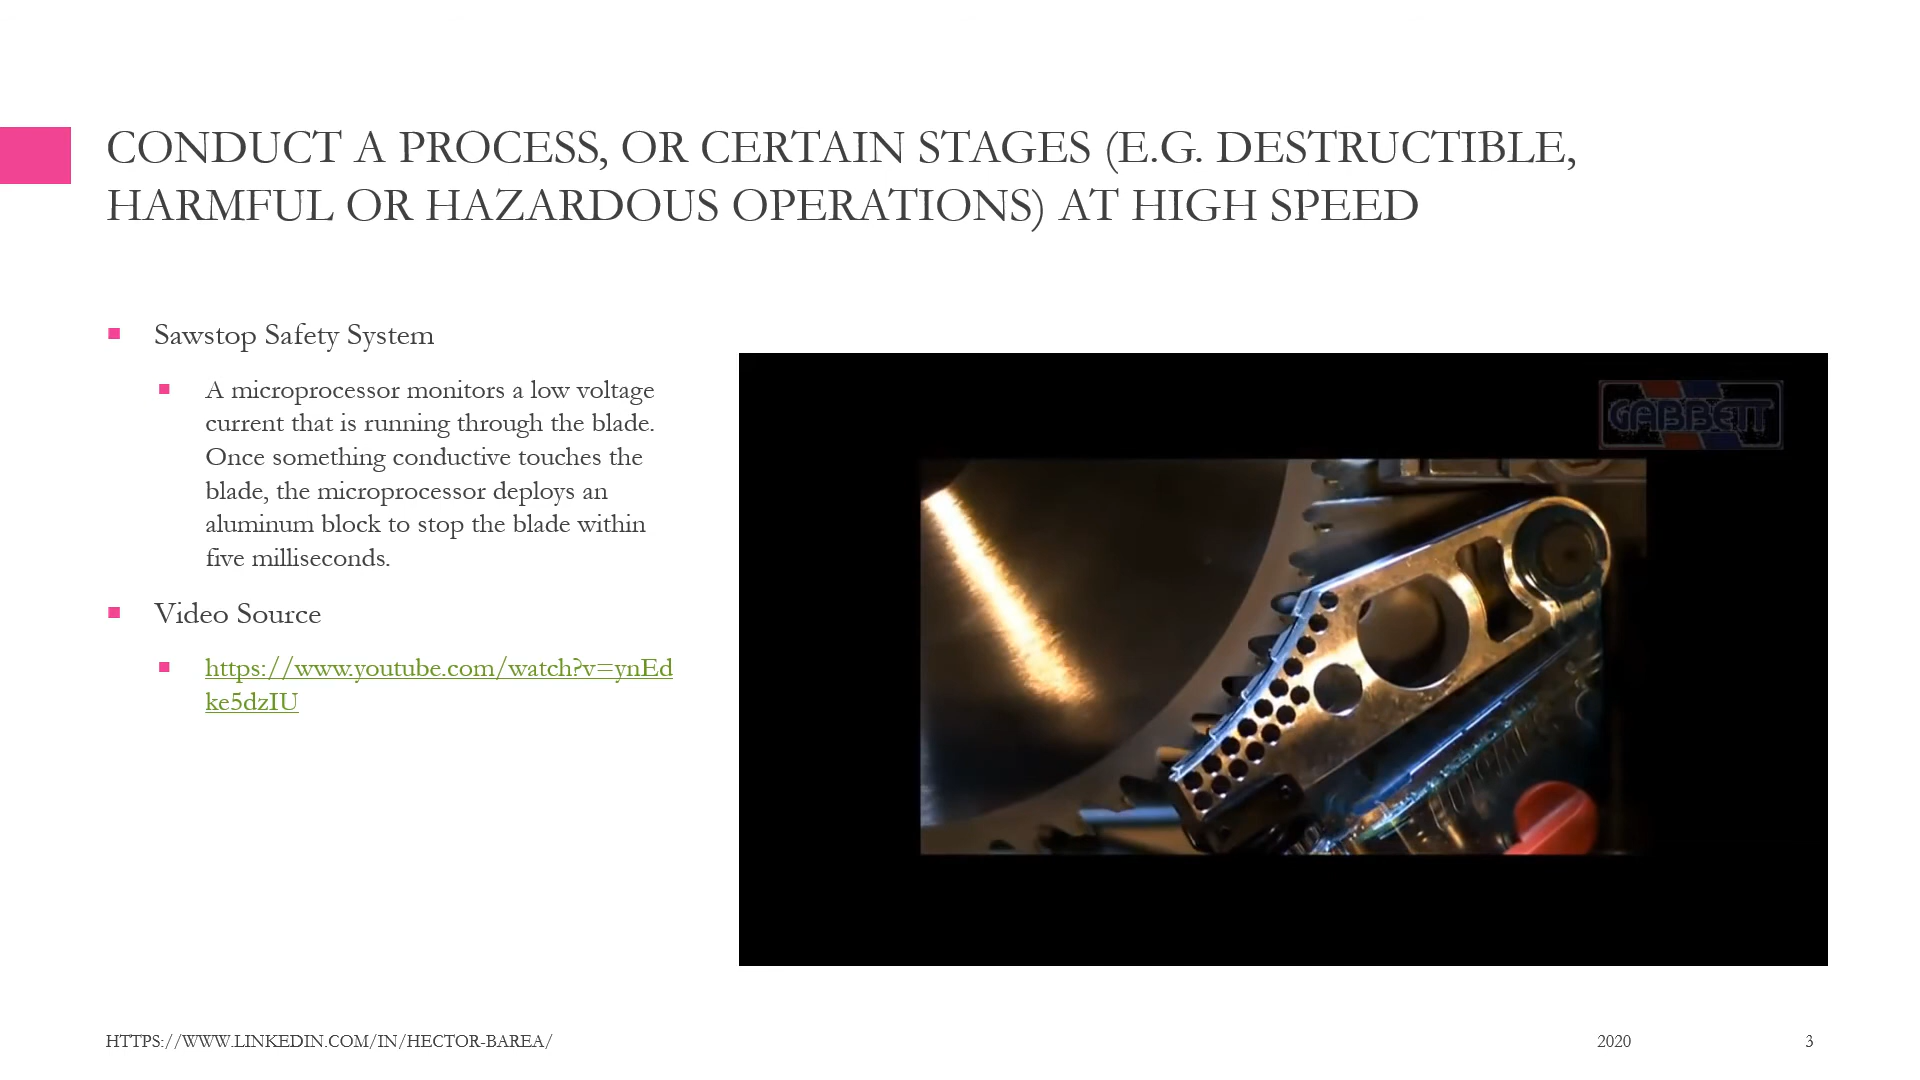 CONDUCT A PROCESS, OR CERTAIN STAGES (E.G. DESTRUCTIBLE,
HARMFUL OR HAZARDOUS OPERATIONS) AT HIGH SPEED
Sawstop Safety System
A microprocessor monitors a low voltage
current that is running through the blade.
Once something conductive touches the
blade, the microprocessor deploys an
aluminum block to stop the blade within
five milliseconds.
Video Source
https://www.youtube.com/watch?v=ynEd
ke5dzIU
GABBETT
HTTPS://WWW.LINKEDIN.COM/IN/HECTOR-BAREA/
2020
3